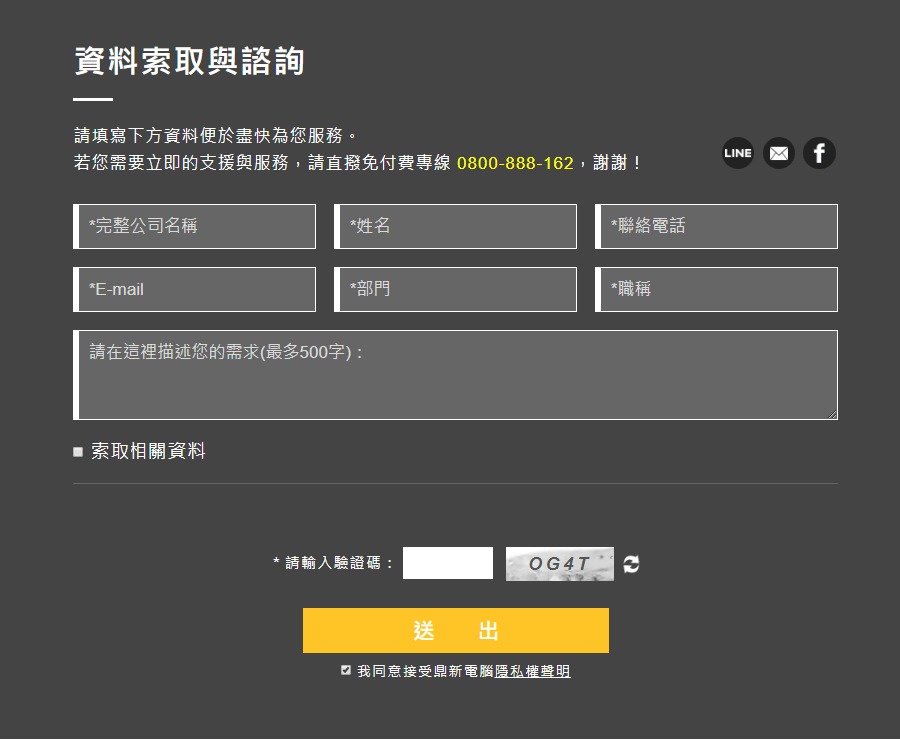 資料索取與諮詢
請填寫下方資料便於盡快為您服務。
若您需要立即的支援與服務，請直撥免付費專線 0800-888-162，謝謝！
LINE
f
*完整公司名稱
*姓名
*聯絡電話
*E-mail
*部門
*職稱
請在這裡描述您的需求(最多500字)：
索取相關資料
* 請輸入驗證碼：
OG4T
送 出
我同意接受鼎新電腦隱私權聲明